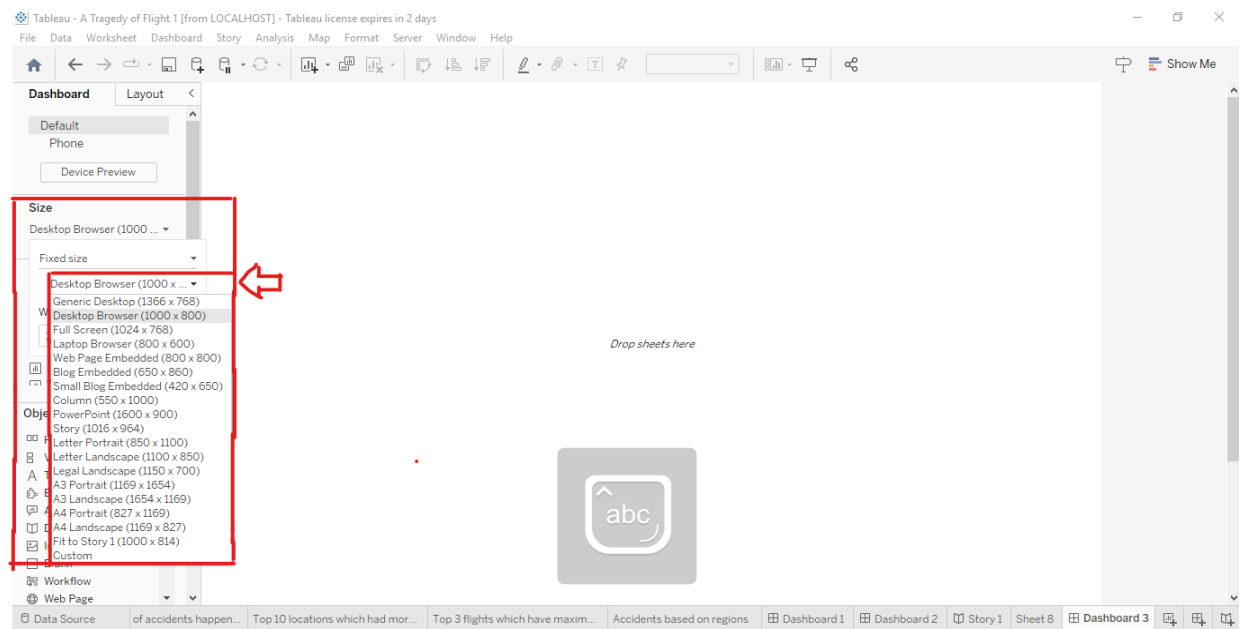 Tableau - A Tragedy of Flight 1 [from LOCALHOST] - Tableau license expires in 2 days
File Data Worksheet Dashboard Story Analysis Map Format Server Window Help
Show Me
Dashboard Layout
Default
Phone
Device Preview
Size
Desktop Browser (1000 ...
Fixed size
Desktop Browser (1000 x ...
Generic Desktop (1366 x 768)
Desktop Browser (1000 x 800)
Full Screen (1024 x 768)
Laptop Browser (800 x 600)
Web Page Embedded (800 x 800)
Blog Embedded (650 x 860)
Small Blog Embedded (420 x 650)
Column (550 x 1000)
PowerPoint (1600 x 900)
Story (1016 x 964)
Letter Portrait (850 x 1100)
Letter Landscape (1100 x 850)
Legal Landscape (1150 x 700)
A3 Portrait (1169 x 1654)
A3 Landscape (1654 x 1169)
A4 Portrait (827 x 1169)
A4 Landscape (1169 x 827)
Fit to Story 1 (1000 x 814)
Custom
Obje
Workflow
Web Page
Drop sheets here
abc
Data Source of accidents happen... Top 10 locations which had mor... Top 3 flights which have maxim... Accidents based on regions Dashboard 1 Dashboard 2 Story 1 Sheet 8 Dashboard 3